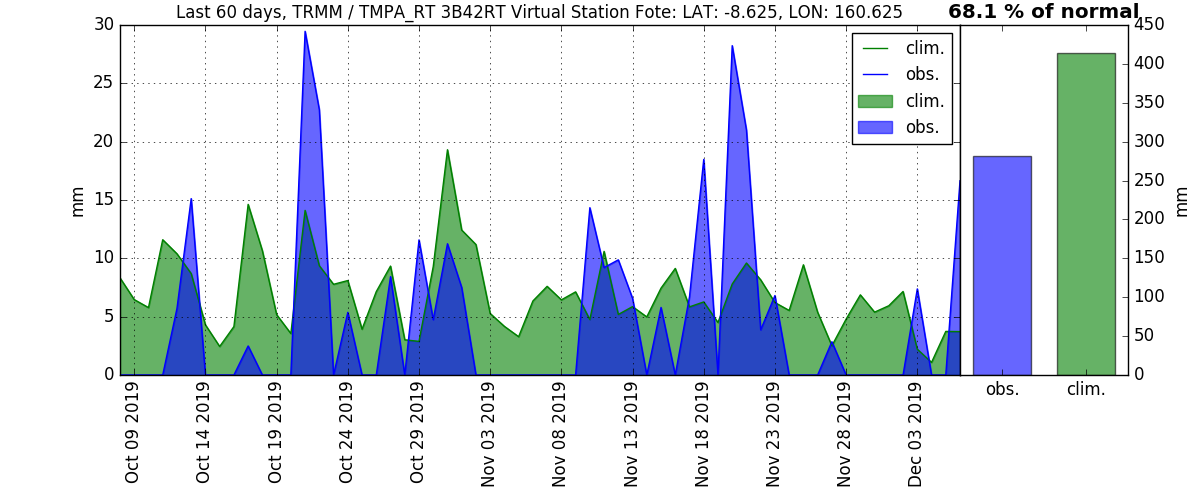 Last 60 days, TRMM / TMPA_RT 3B42RT Virtual Station Fote: LAT: -8.625, LON: 160.625
68.1 % of normal
30
25
20
15
10
5
0
mm
clim.
obs.
clim.
obs.
450
400
350
300
250
200
150
100
50
0
mm
obs.
clim.
Oct 09 2019
Oct 14 2019
Oct 19 2019
Oct 24 2019
Oct 29 2019
Nov 03 2019
Nov 08 2019
Nov 13 2019
Nov 18 2019
Nov 23 2019
Nov 28 2019
Dec 03 2019